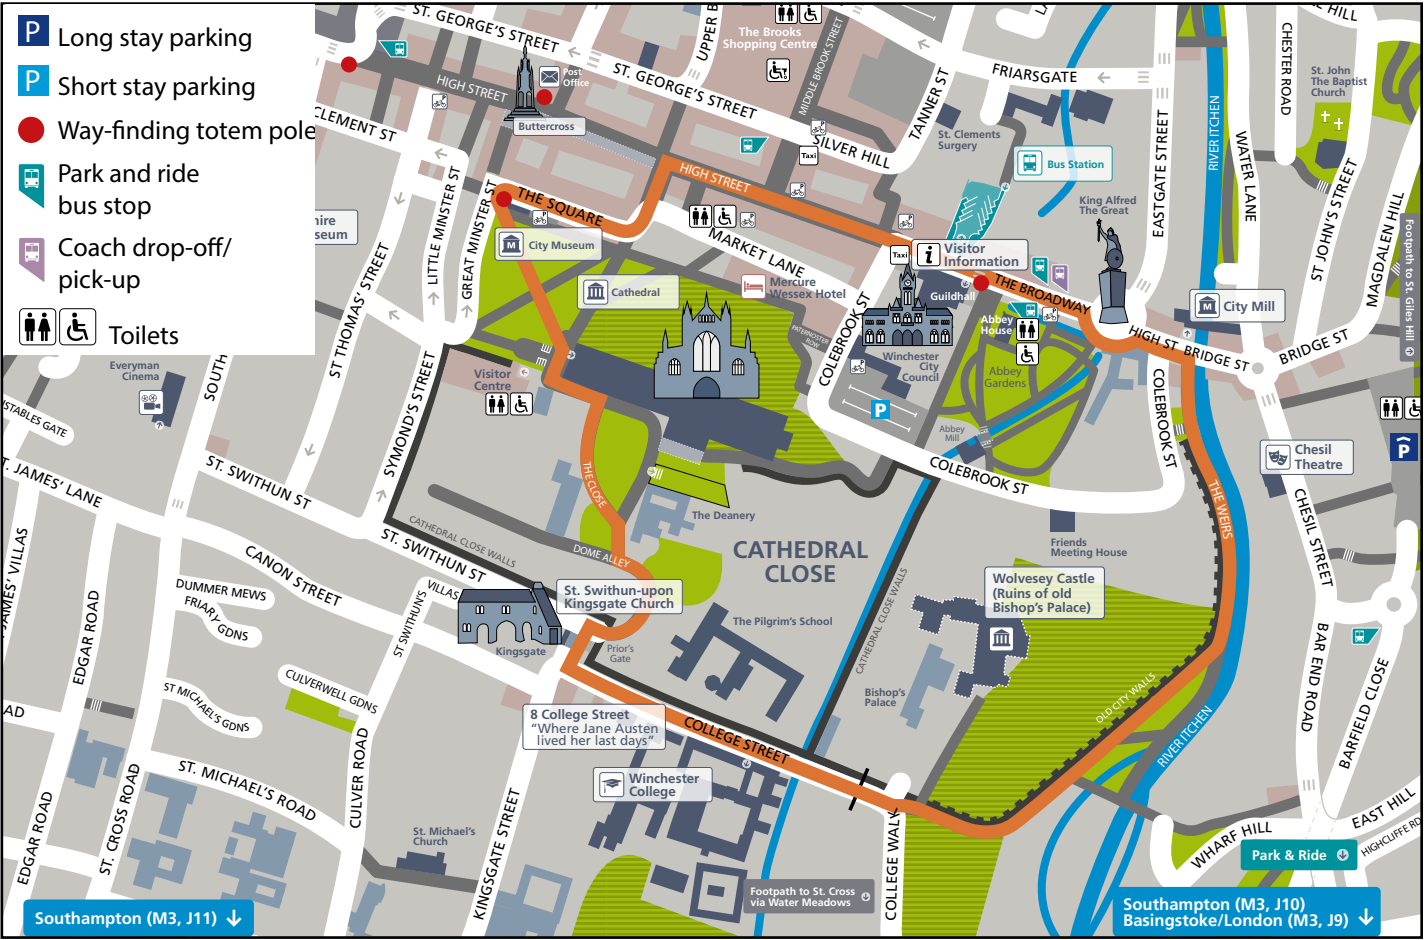 P Long stay parking
P Short stay parking
Way-finding totem pole
Park and ride
bus stop
Coach drop-off/
pick-up
Toilets
ST. GEORGE'S STREET
ST. GEORGE'S STREET
UPPER B
The Brooks
Shopping Centre
MIDDLE BROOK STREET
TANNER ST
FRIARSGATE
EASTGATE STREET
RIVER ITCHEN
WATER LANE
CHESTER ROAD
HILL
St. John
The Baptist
Church
ST JOHN'S STREET
MAGDALEN HILL
Footpath to St. Giles Hill
HIGH STREET
Post
Office
Buttercross
CLEMENT ST
SILVER HILL
Taxi
St. Clements
Surgery
Bus Station
King Alfred
The Great
HIGH STREET
THE SQUARE
LITTLE MINSTER ST
GREAT MINSTER ST
hire
seum
M City Museum
MARKET LANE
Taxi
i Visitor
Information
Guildhall
THE BROADWAY
Cathedral
Mercure
Wessex Hotel
PATERNOSTER
ROW
COLEBROOK ST
Abbey
House
Winchester
City
Council
Abbey
Gardens
M City Mill
HIGH ST
BRIDGE ST
BRIDGE ST
ST THOMAS' STREET
SOUTH
Everyman
Cinema
Visitor
Centre
SYMOND'S STREET
P
Abbey
Mill
COLEBROOK ST
COLEBROOK ST
Chesil
Theatre
P
STABLES GATE
T. JAMES' LANE
ST. SWITHUN ST
THE CLOSE
The Deanery
THE WEIRS
CHESIL STREET
CATHEDRAL CLOSE WALLS
ST. SWITHUN ST
DOME ALLEY
CATHEDRAL
CLOSE
Friends
Meeting House
JAMES' VILLAS
CANON STREET
DUMMER MEWS
FRIARY
GDNS
ST SWITHUN'S
VILLAS
St. Swithun-upon
Kingsgate Church
CATHEDRAL CLOSE WALLS
Wolvesey Castle
(Ruins of old
Bishop's Palace)
EDGAR ROAD
Kingsgate
Prior's
Gate
The Pilgrim's School
BAR END ROAD
BARFIELD CLOSE
CULVERWELL GDNS
ST MICHAEL'S GDNS
Bishop's
Palace
OLD CITY WALLS
AD
8 College Street
"Where Jane Austen
lived her last days"
COLLEGE STREET
RIVER ITCHEN
ST. MICHAEL'S ROAD
CULVER ROAD
Winchester
College
EDGAR ROAD
ST. CROSS ROAD
St. Michael's
Church
KINGSGATE STREET
COLLEGE WALK
WHARF HILL
EAST HILL
HIGHCLIFFE RD
Park & Ride
Footpath to St. Cross
via Water Meadows
Southampton (M3, J11)
Southampton (M3, J10)
Basingstoke/London (M3, J9)